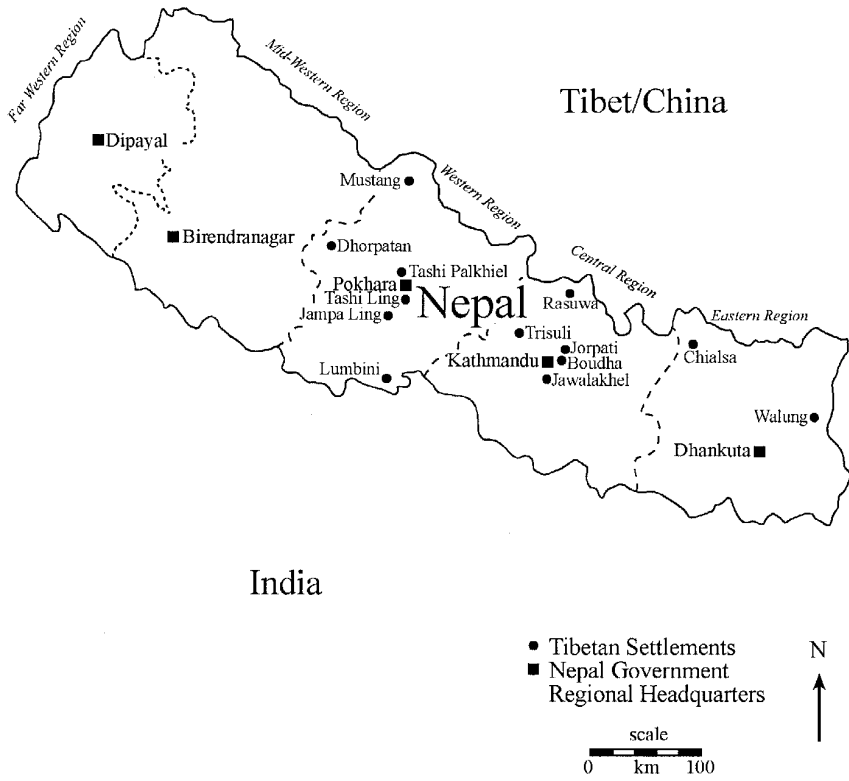 Far Western Region
Mid-Western Region
Tibet/China
Dipayal
Mustang
Western Region
Birendranagar
Dhorpatan
Central Region
Tashi Palkhiel
Pokhara
Nepal
Rasuwa
Tashi Ling
Jampa Ling
Eastern Region
Trisuli
Jorpati
Chialsa
Kathmandu
Boudha
Lumbini
Jawalakhel
Walung
Dhankuta
India
Tibetan Settlements
N
Nepal Government
Regional Headquarters
scale
0 km 100